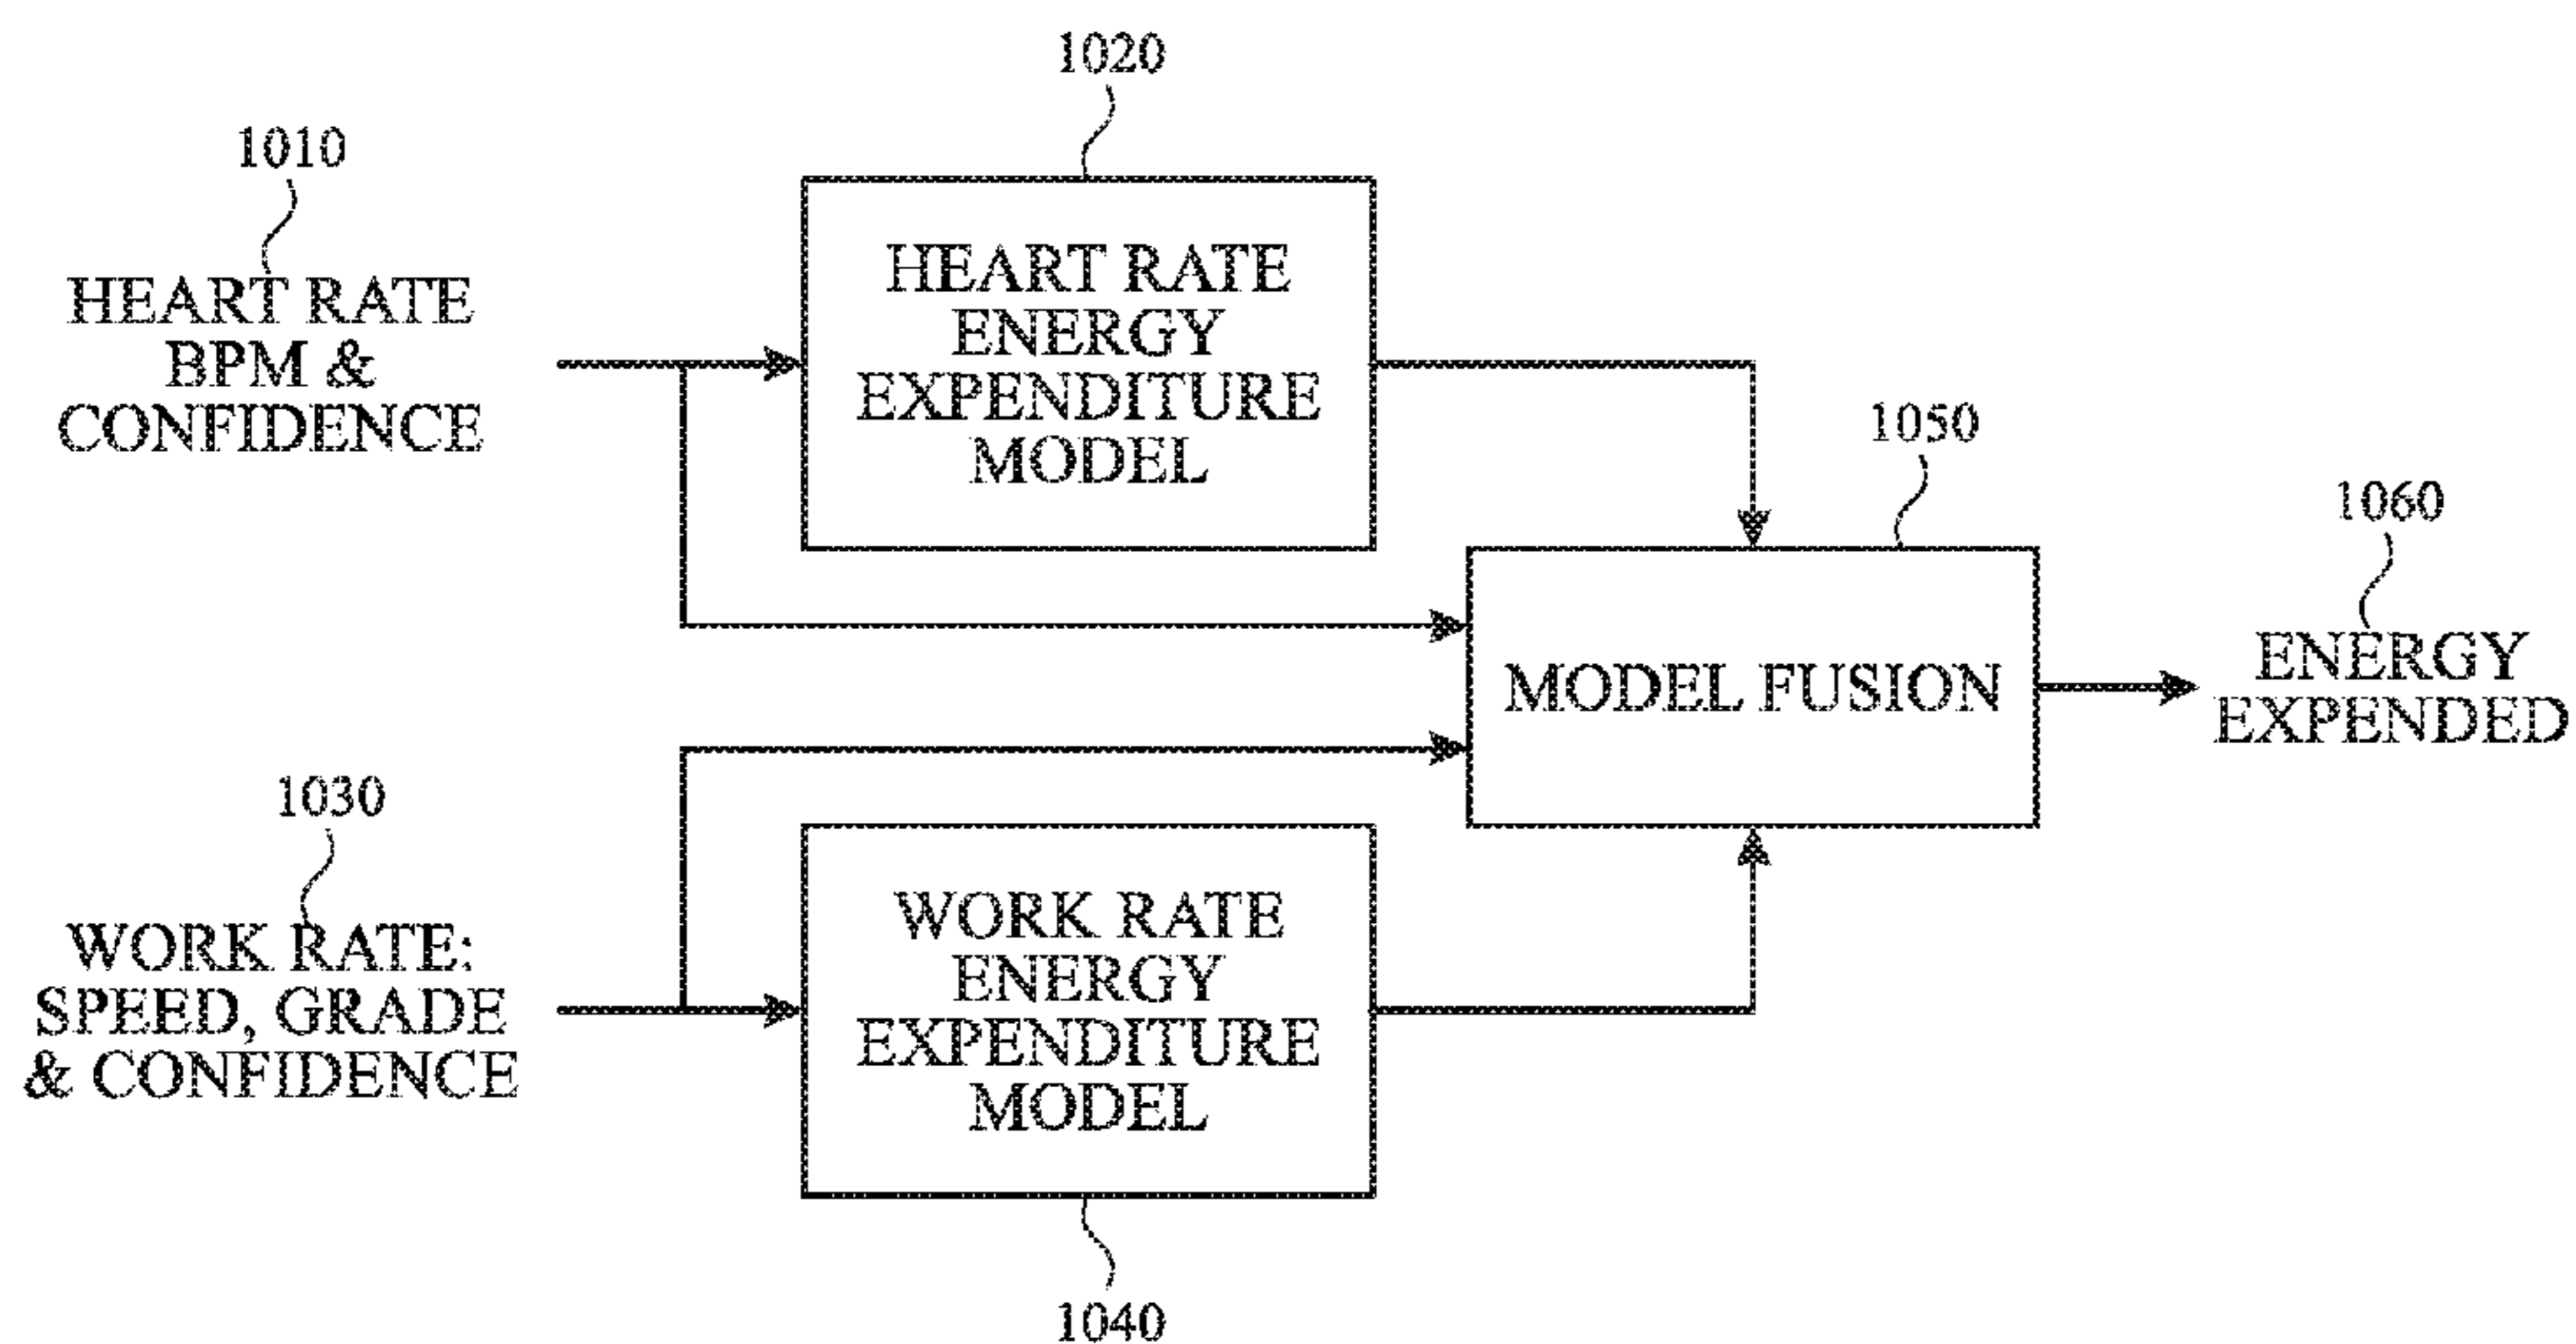 1020
1010
HEART RATE
BPM &
CONFIDENCE
HEART RATE
ENERGY
EXPENDITURE
MODEL
1050
MODEL FUSION
1060
ENERGY
EXPENDED
1030
WORK RATE:
SPEED, GRADE
& CONFIDENCE
WORK RATE
ENERGY
EXPENDITURE
MODEL
1040